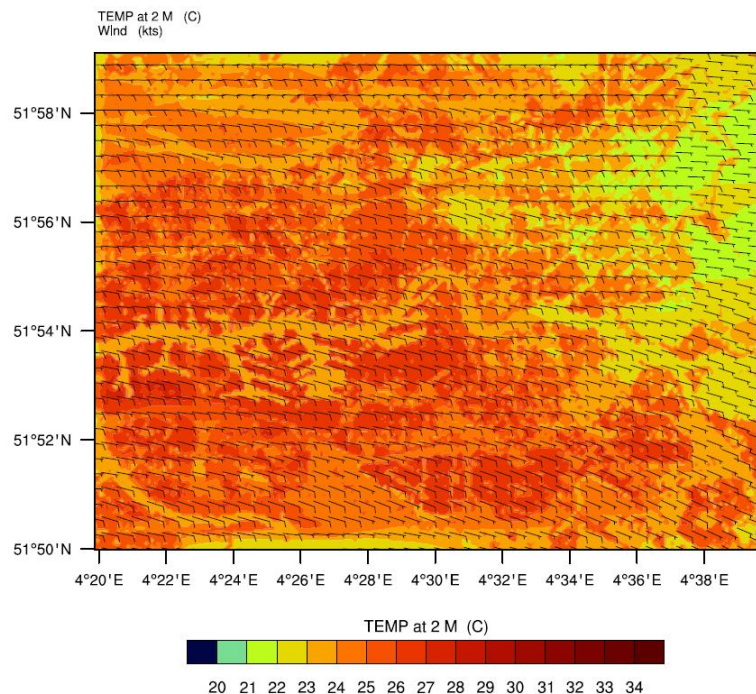 TEMP at 2 M (C)
WInd (kts)
51°58'N
51°56'N
51°54'N
51°52'N
51°50'N
4°20'E 4°22'E 4°24'E 4°26'E 4°28'E 4°30'E 4°32'E 4°34'E 4°36'E 4°38'E
TEMP at 2 M (C)
20 21 22 23 24 25 26 27 28 29 30 31 32 33 34